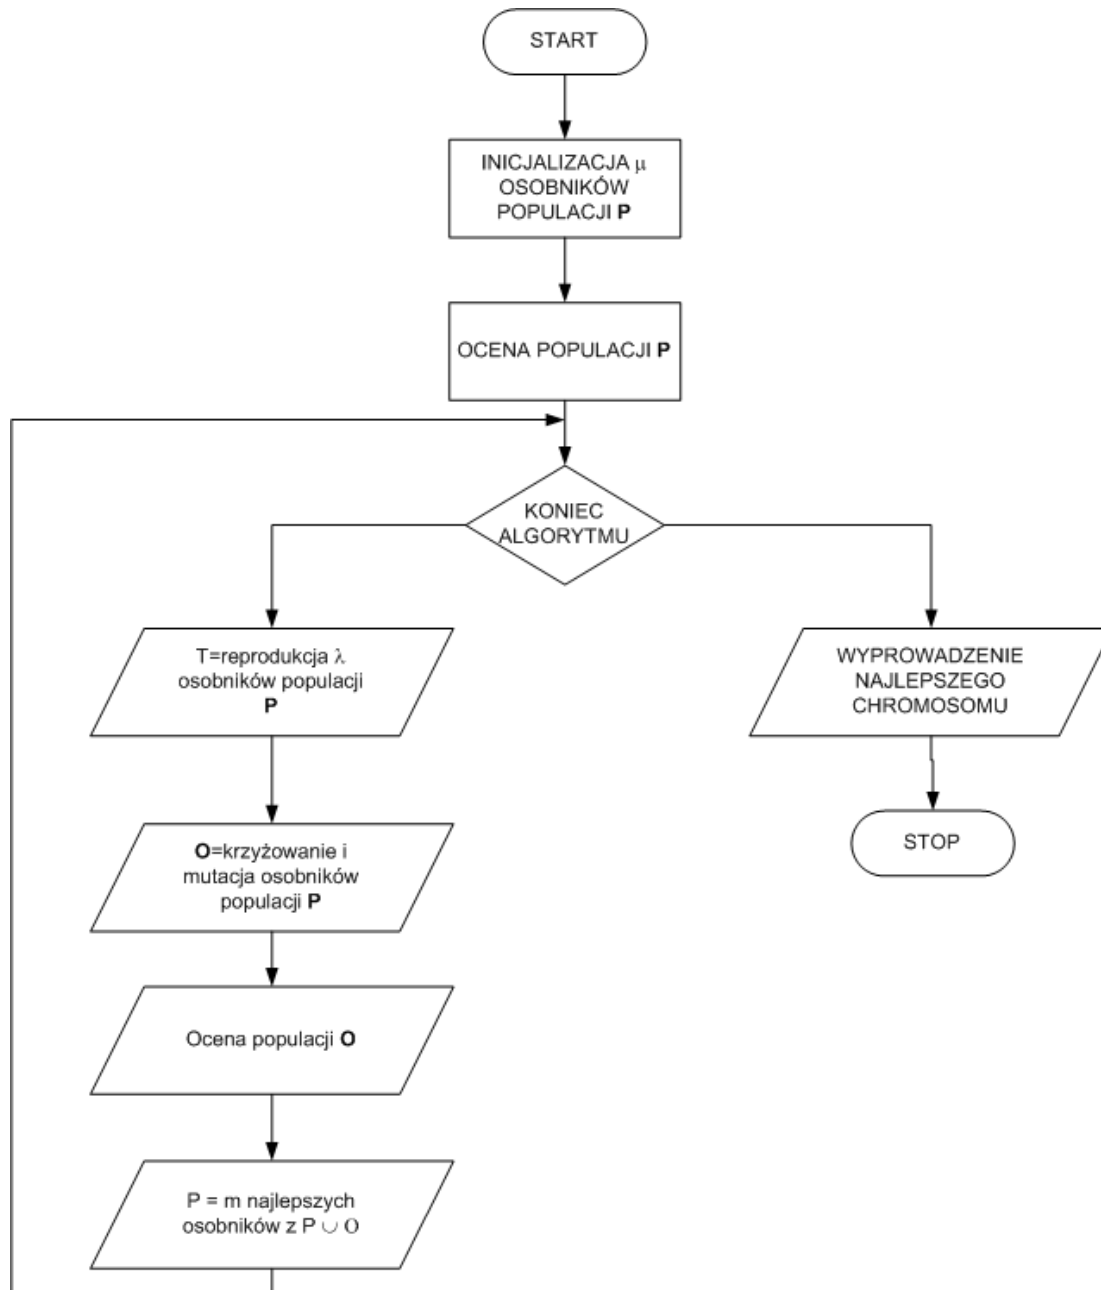 START
INICJALIZACJA μ
OSOBNIKÓW
POPULACJI P
OCENA POPULACJI P
KONIEC
ALGORYTMU
T=reprodukcja λ
osobników populacji
P
WYPROWADZENIE
NAJLEPSZEGO
CHROMOSOMU
O=krzyżowanie i
mutacja osobników
populacji P
STOP
Ocena populacji O
P = m najlepszych
osobników z P ∪ O